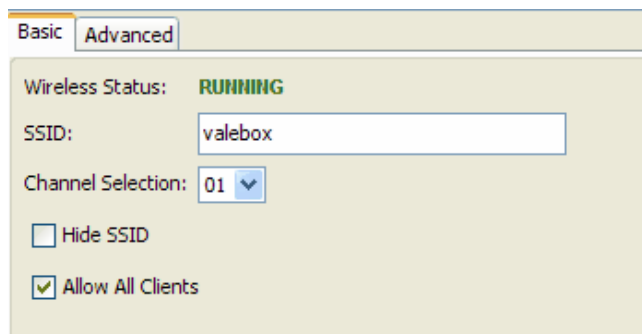 Basic Advanced
Wireless Status: RUNNING
SSID: valebox
Channel Selection: 01
Hide SSID
Allow All Clients